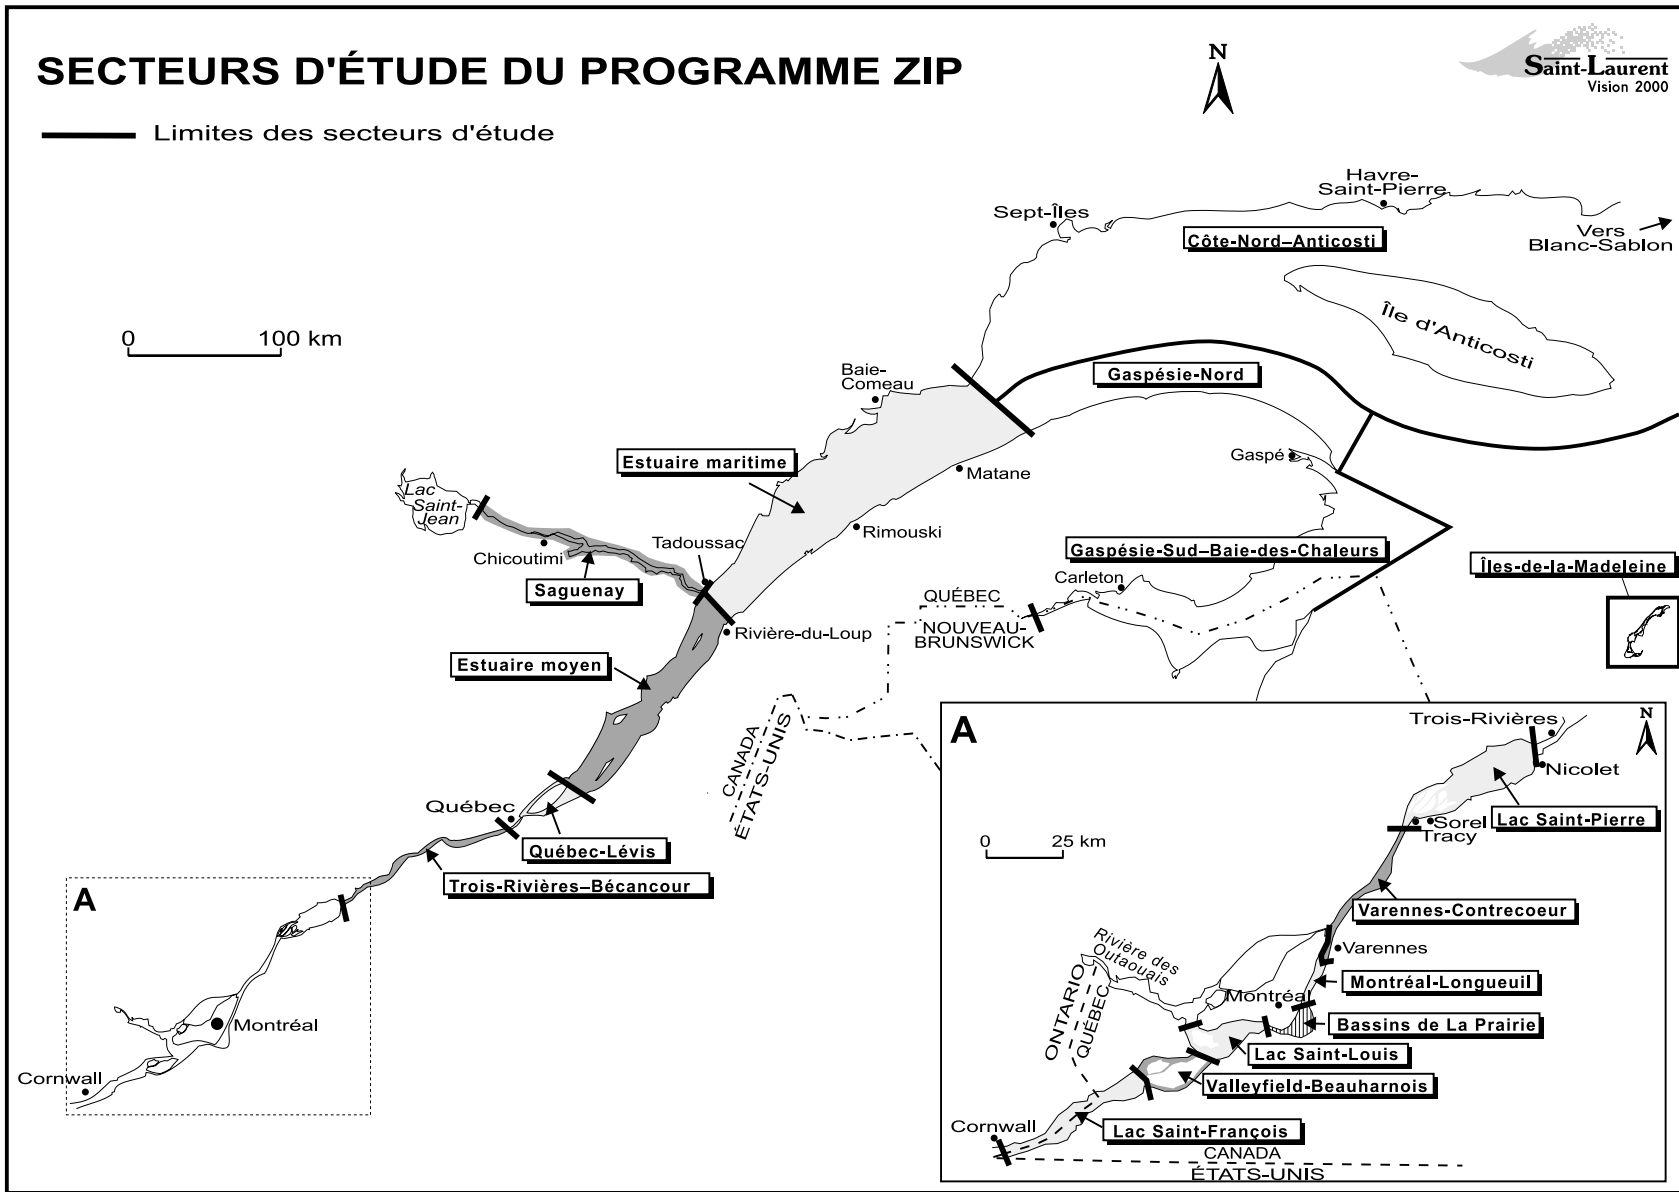 SECTEURS D'ÉTUDE DU PROGRAMME ZIP
N
Saint-Laurent
Vision 2000
Limites des secteurs d'étude
Havre-
Saint-Pierre
Sept-Îles
Côte-Nord–Anticosti
Vers
Blanc-Sablon
Île d'Anticosti
0 100 km
Baie-
Comeau
Gaspésie-Nord
Estuaire maritime
Gaspé
Matane
Lac
Saint-
Jean
Rimouski
Chicoutimi
Tadoussac
Saguenay
Gaspésie-Sud–Baie-des-Chaleurs
Carleton
Îles-de-la-Madeleine
QUÉBEC
NOUVEAU-
BRUNSWICK
Rivière-du-Loup
Estuaire moyen
CANADA
ÉTATS-UNIS
Québec
Québec-Lévis
Trois-Rivières–Bécancour
A
Montréal
Cornwall
A
N
Trois-Rivières
Nicolet
Lac Saint-Pierre
Sorel
Tracy
0 25 km
Varennes-Contrecoeur
Rivière des
Outaouais
Varennes
ONTARIO
QUÉBEC
Montréal
Montréal-Longueuil
Bassins de La Prairie
Lac Saint-Louis
Valleyfield-Beauharnois
Cornwall
Lac Saint-François
CANADA
ÉTATS-UNIS